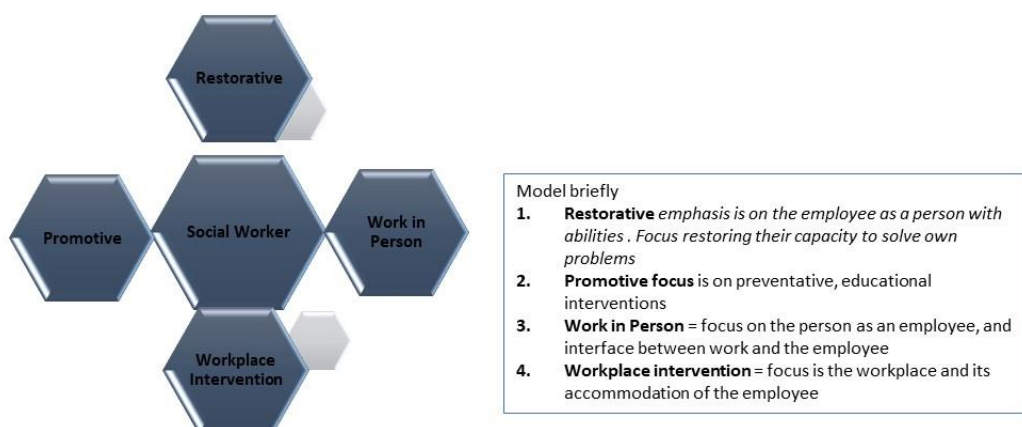 Restorative
Promotive
Social Worker
Work in
Person
Workplace
Intervention
Model briefly
1. Restorative emphasis is on the employee as a person with
abilities . Focus restoring their capacity to solve own
problems
2. Promotive focus is on preventative, educational
interventions
3. Work in Person = focus on the person as an employee, and
interface between work and the employee
4. Workplace intervention = focus is the workplace and its
accommodation of the employee